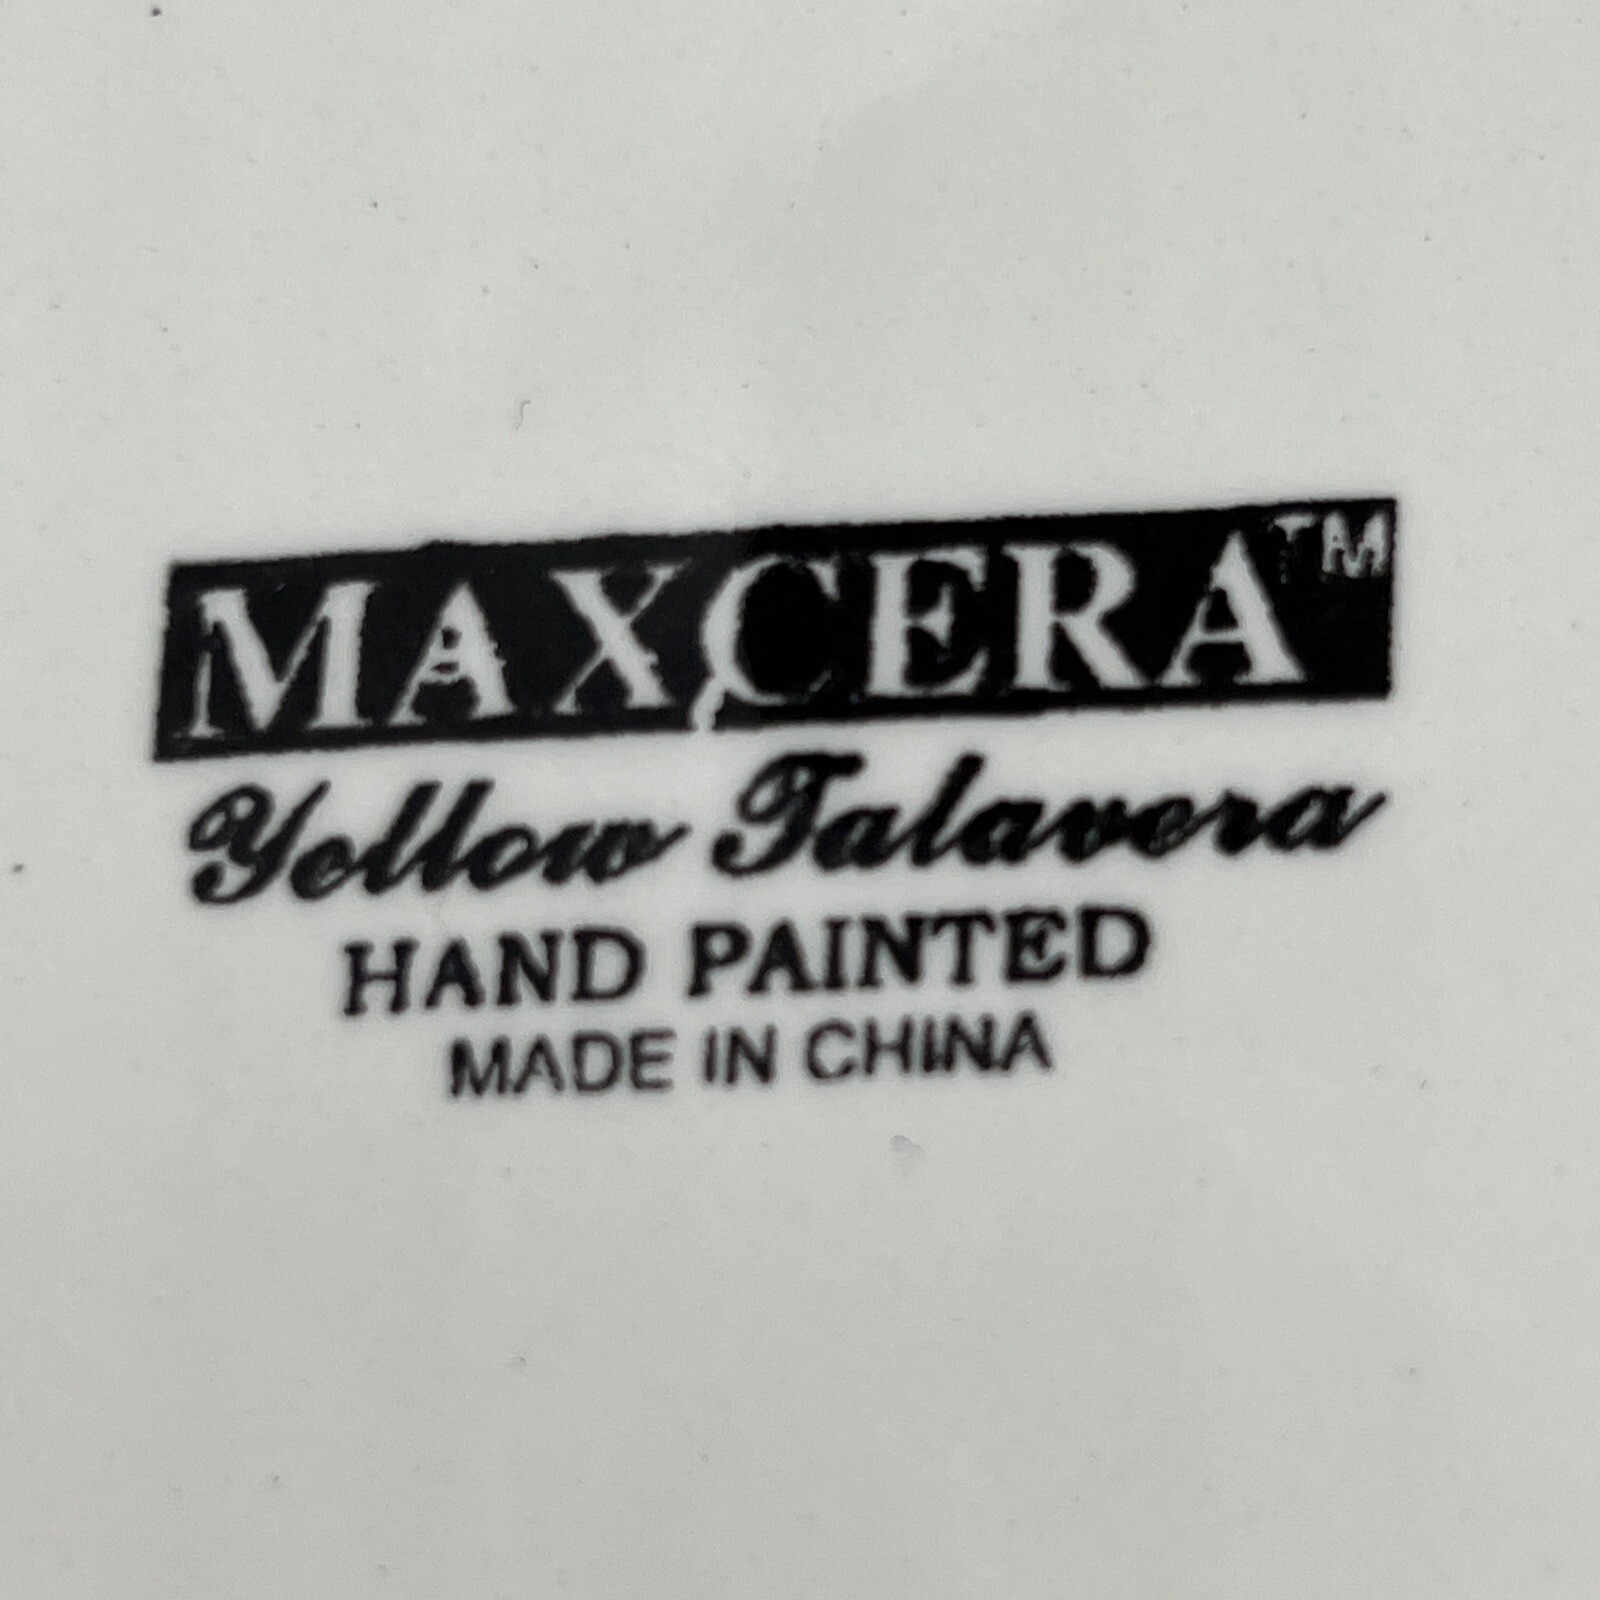 MAXCERA™
Yellow Talavera
HAND PAINTED
MADE IN CHINA